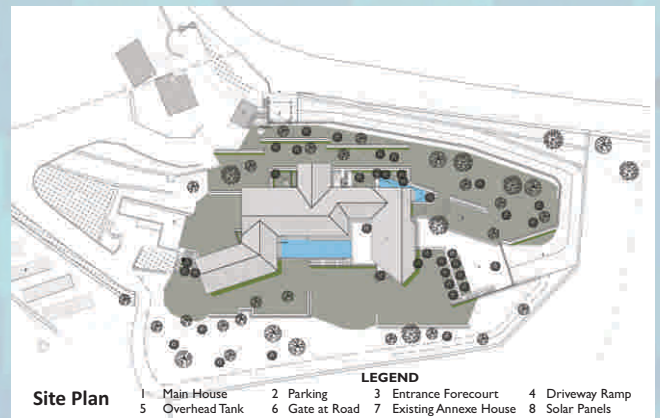 LEGEND
Site Plan
1 Main House 2 Parking 3 Entrance Forecourt 4 Driveway Ramp
5 Overhead Tank 6 Gate at Road 7 Existing Annexe House 8 Solar Panels